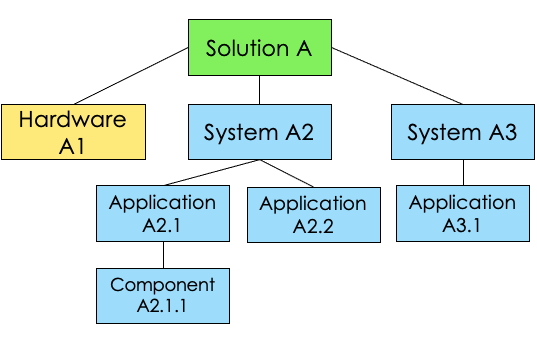 Solution A
Hardware
A1
System A2
System A3
Application
A2.1
Application
A2.2
Application
A3.1
Component
A2.1.1